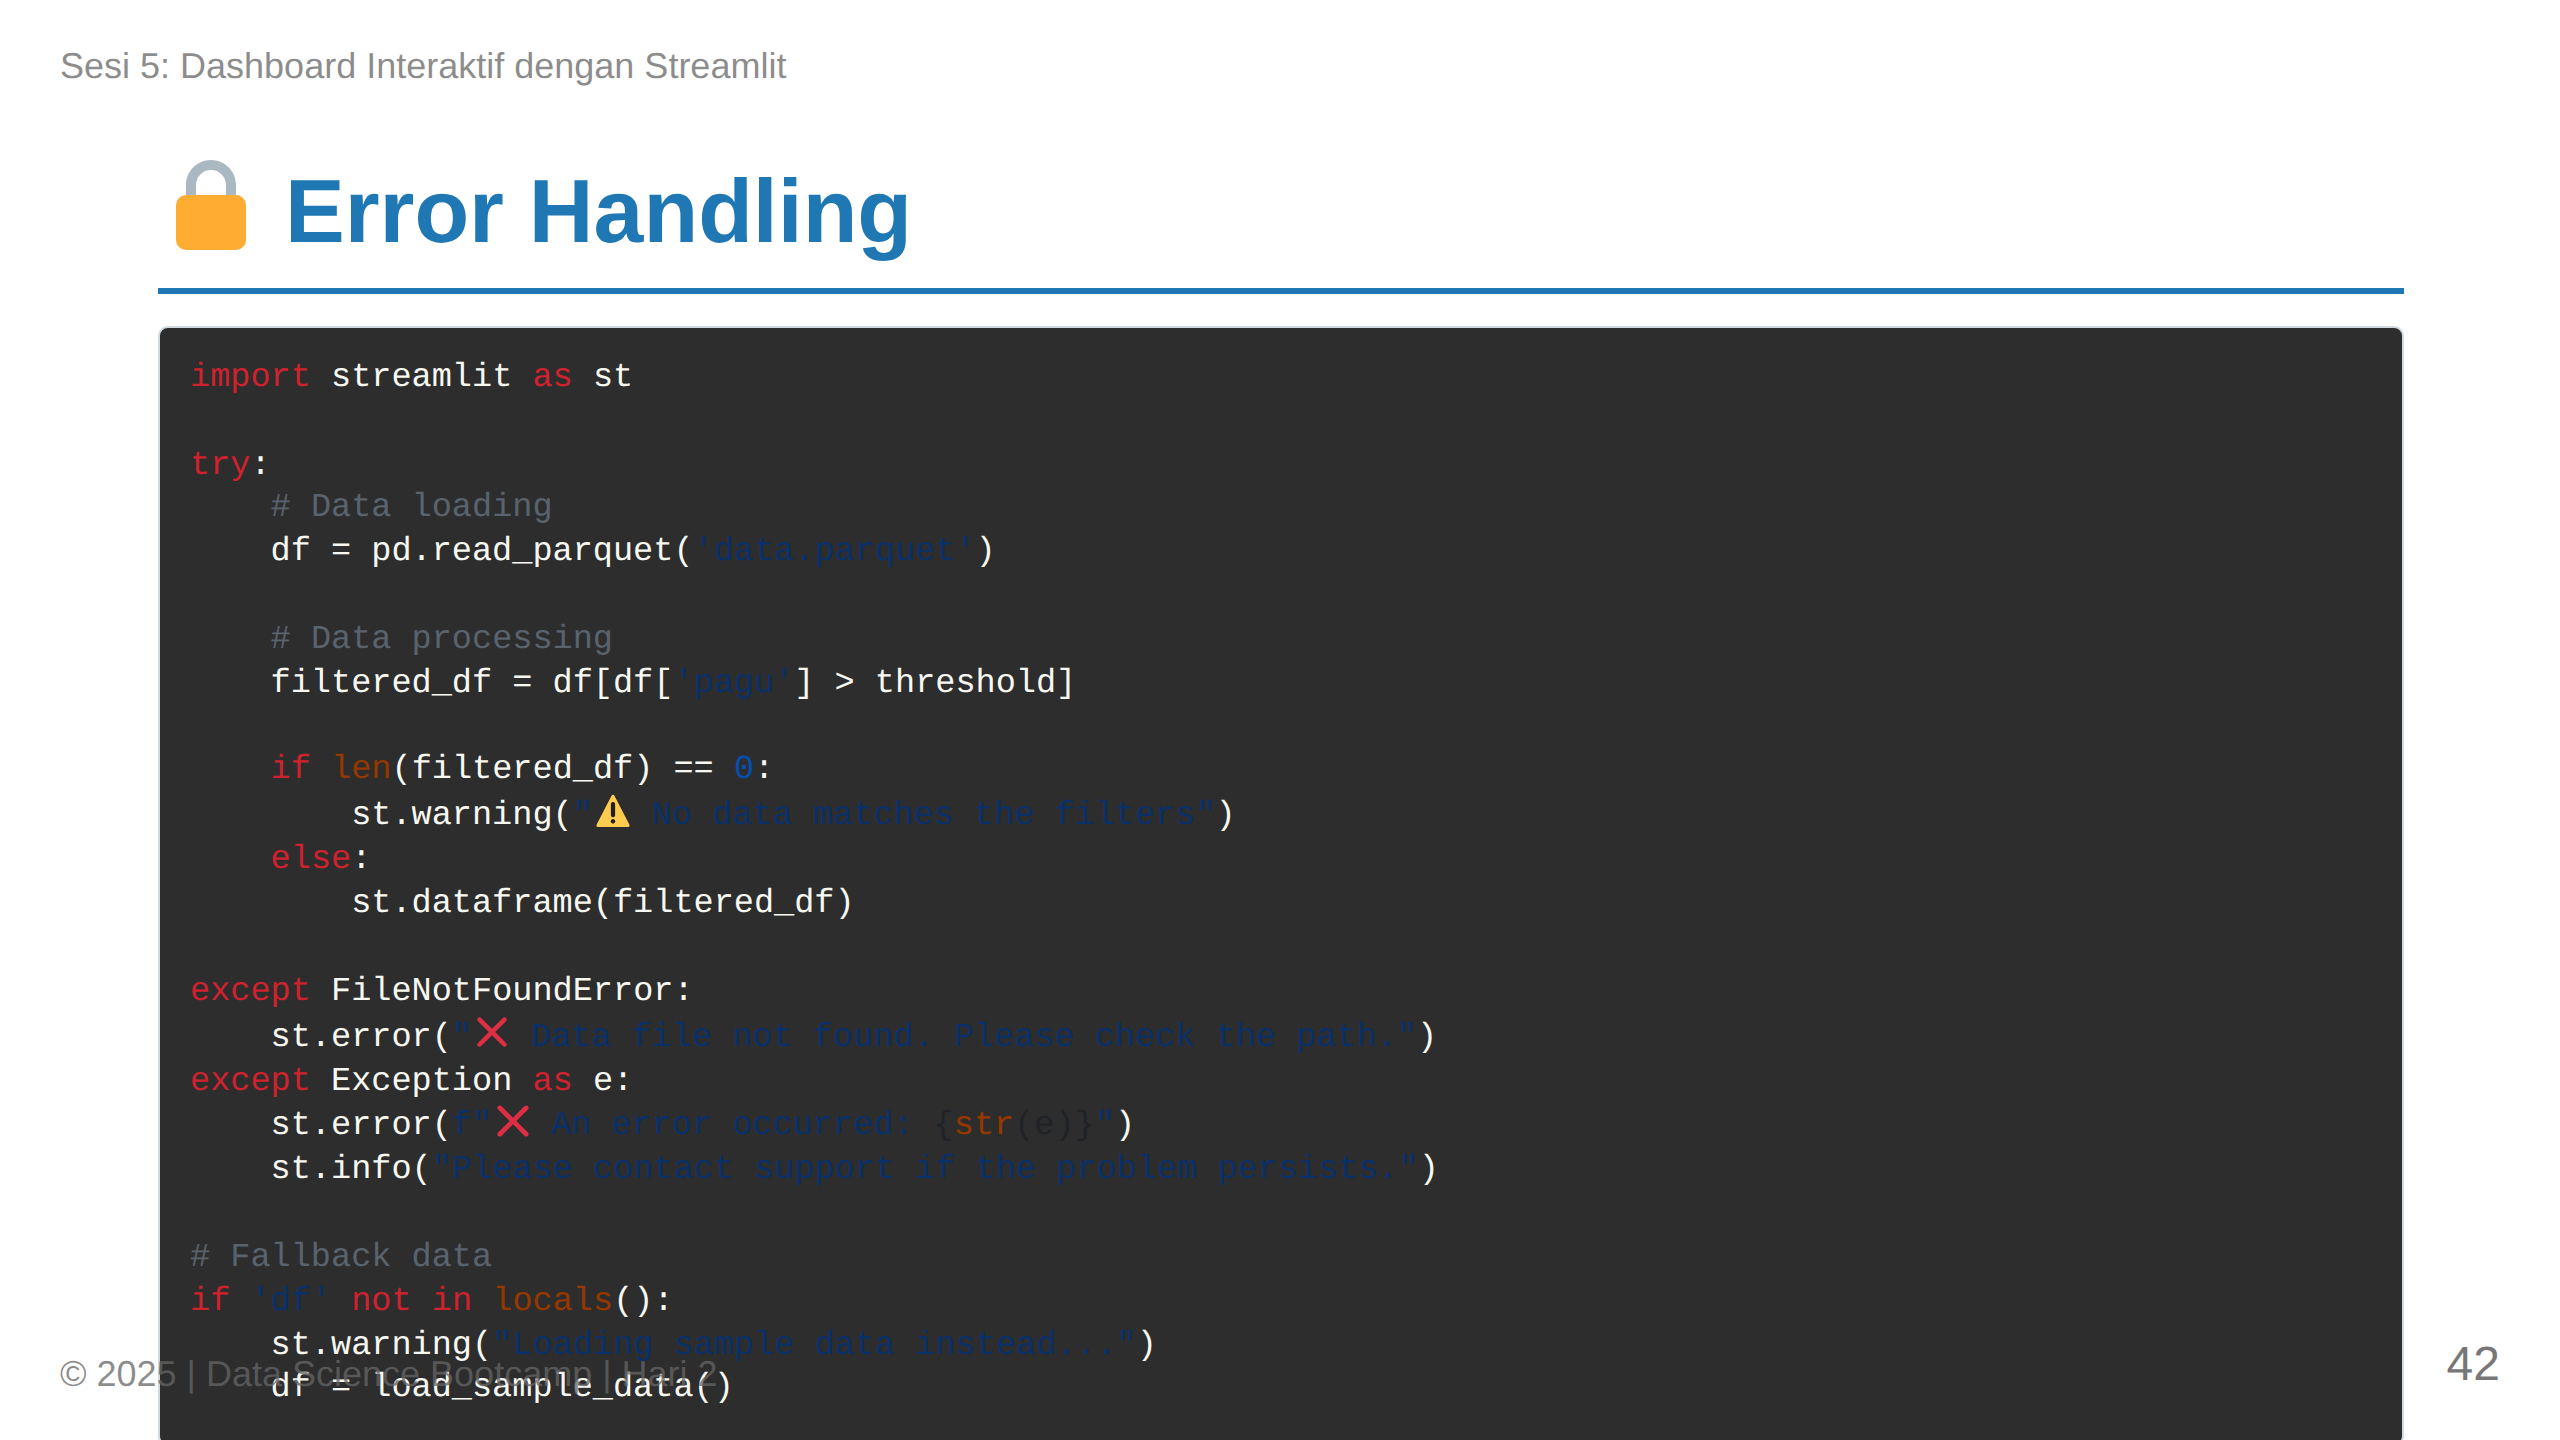 Sesi 5: Dashboard Interaktif dengan Streamlit
🔒 Error Handling
import streamlit as st

try:
    # Data loading
    df = pd.read_parquet('data.parquet')

    # Data processing
    filtered_df = df[df['pagu'] > threshold]

    if len(filtered_df) == 0:
        st.warning("⚠️ No data matches the filters")
    else:
        st.dataframe(filtered_df)

except FileNotFoundError:
    st.error("❌ Data file not found. Please check the path.")
except Exception as e:
    st.error(f"❌ An error occurred: {str(e)}")
    st.info("Please contact support if the problem persists.")

# Fallback data
if 'df' not in locals():
    st.warning("Loading sample data instead...")
    df = load_sample_data()
© 2025 | Data Science Bootcamp | Hari 2
42